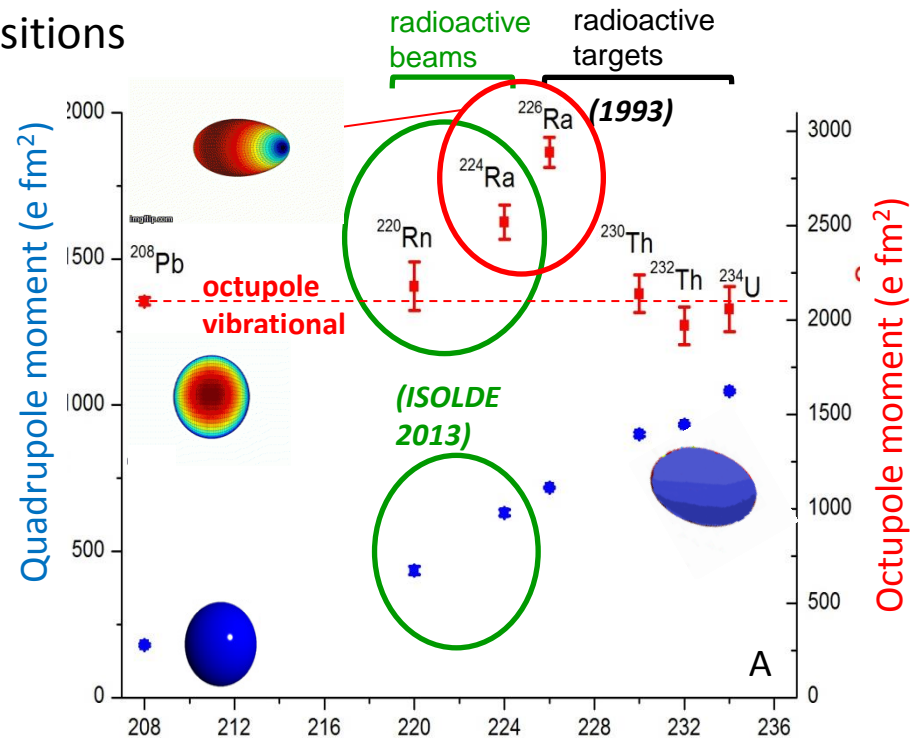 sitions
radioactive
beams
radioactive
targets
(1993)
2000
1500
1000
500
0
Quadrupole moment (e fm²)
imgflip.com
²⁰⁸Pb
²²⁰Rn
²²⁴Ra
²²⁶Ra
²³⁰Th
²³²Th
²³⁴U
octupole
vibrational
(ISOLDE
2013)
A
3000
2500
2000
1500
1000
500
0
Octupole moment (e fm²)
208 212 216 220 224 228 232 236